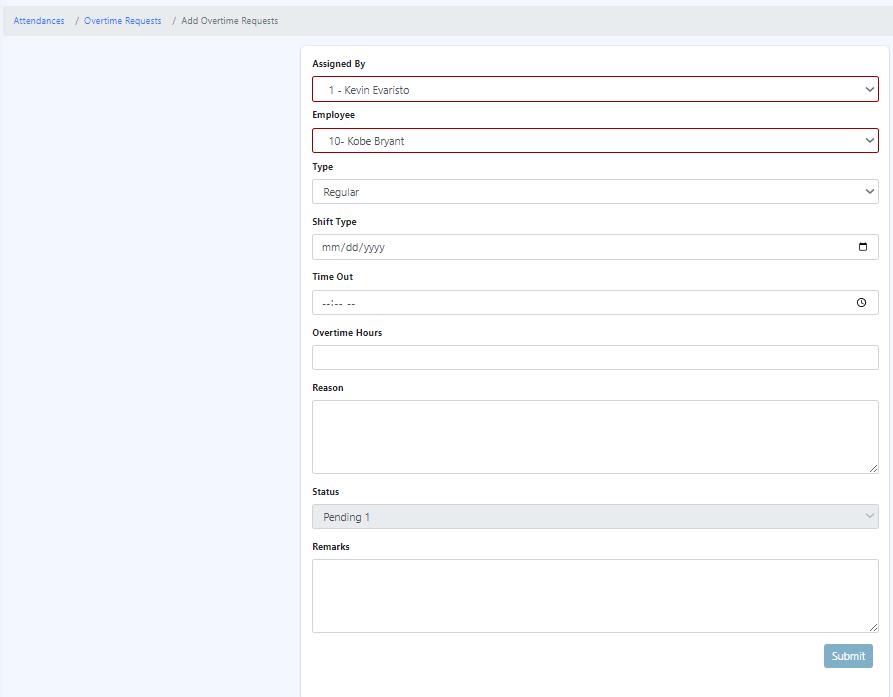 Attendances / Overtime Requests / Add Overtime Requests
Assigned By
1 - Kevin Evaristo
Employee
10- Kobe Bryant
Type
Regular
Shift Type
mm/dd/yyyy
Time Out
--:-- --
Overtime Hours
Reason
Status
Pending 1
Remarks
Submit